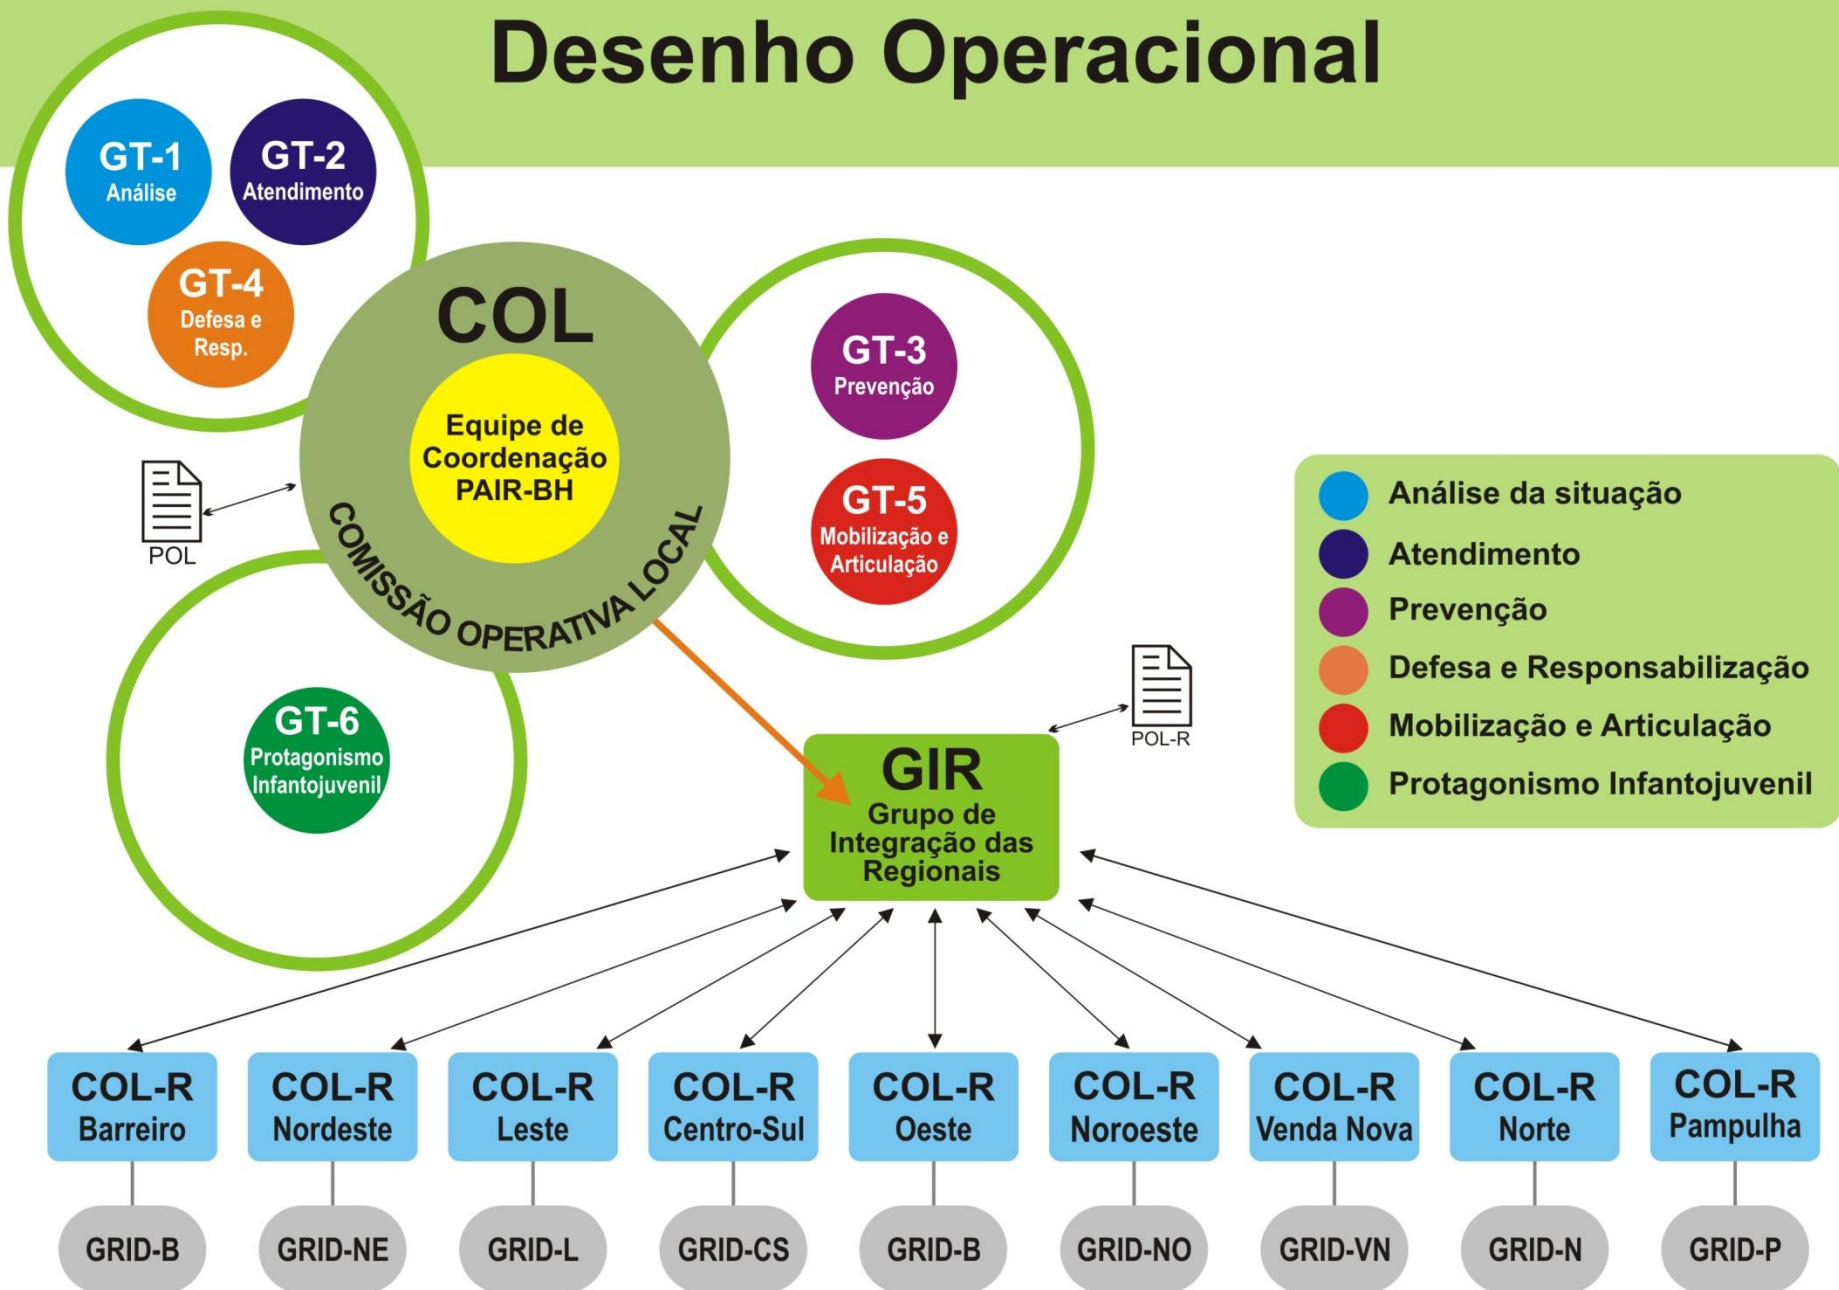 Desenho Operacional
GT-1
Análise
GT-2
Atendimento
GT-4
Defesa e
Resp.
COL
Equipe de
Coordenação
PAIR-BH
COMISSÃO OPERATIVA LOCAL
GT-3
Prevenção
GT-5
Mobilização e
Articulação
POL
GT-6
Protagonismo
Infantojuvenil
Análise da situação
Atendimento
Prevenção
Defesa e Responsabilização
Mobilização e Articulação
Protagonismo Infantojuvenil
POL-R
GIR
Grupo de
Integração das
Regionais
COL-R
Barreiro
COL-R
Nordeste
COL-R
Leste
COL-R
Centro-Sul
COL-R
Oeste
COL-R
Noroeste
COL-R
Venda Nova
COL-R
Norte
COL-R
Pampulha
GRID-B
GRID-NE
GRID-L
GRID-CS
GRID-B
GRID-NO
GRID-VN
GRID-N
GRID-P